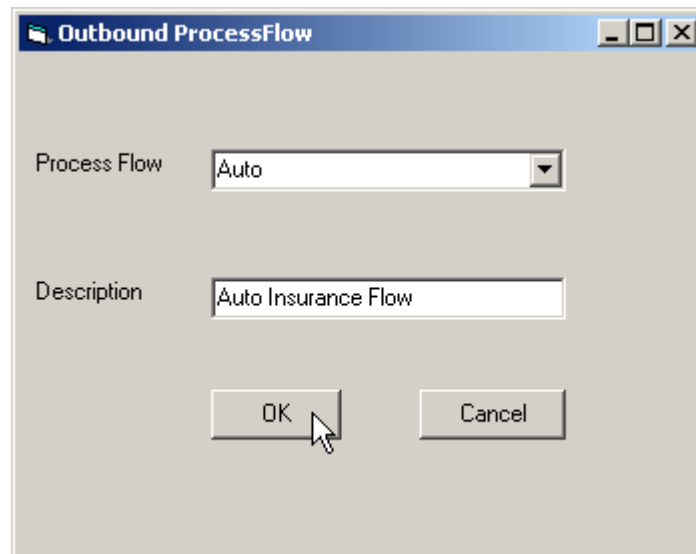 Outbound ProcessFlow
Process Flow
Auto
Description
Auto Insurance Flow
OK
Cancel